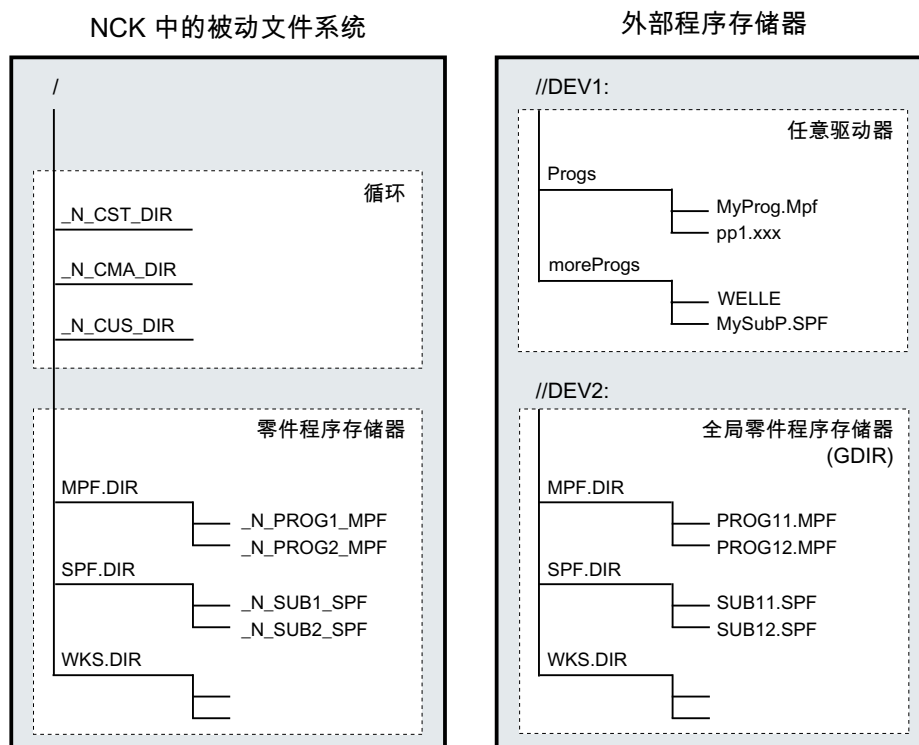 NCK 中的被动文件系统
/
循环
_N_CST_DIR
_N_CMA_DIR
_N_CUS_DIR
零件程序存储器
MPF.DIR
_N_PROG1_MPF
_N_PROG2_MPF
SPF.DIR
_N_SUB1_SPF
_N_SUB2_SPF
WKS.DIR
外部程序存储器
//DEV1:
任意驱动器
Progs
MyProg.Mpf
pp1.xxx
moreProgs
WELLE
MySubP.SPF
//DEV2:
全局零件程序存储器
(GDIR)
MPF.DIR
PROG11.MPF
PROG12.MPF
SPF.DIR
SUB11.SPF
SUB12.SPF
WKS.DIR